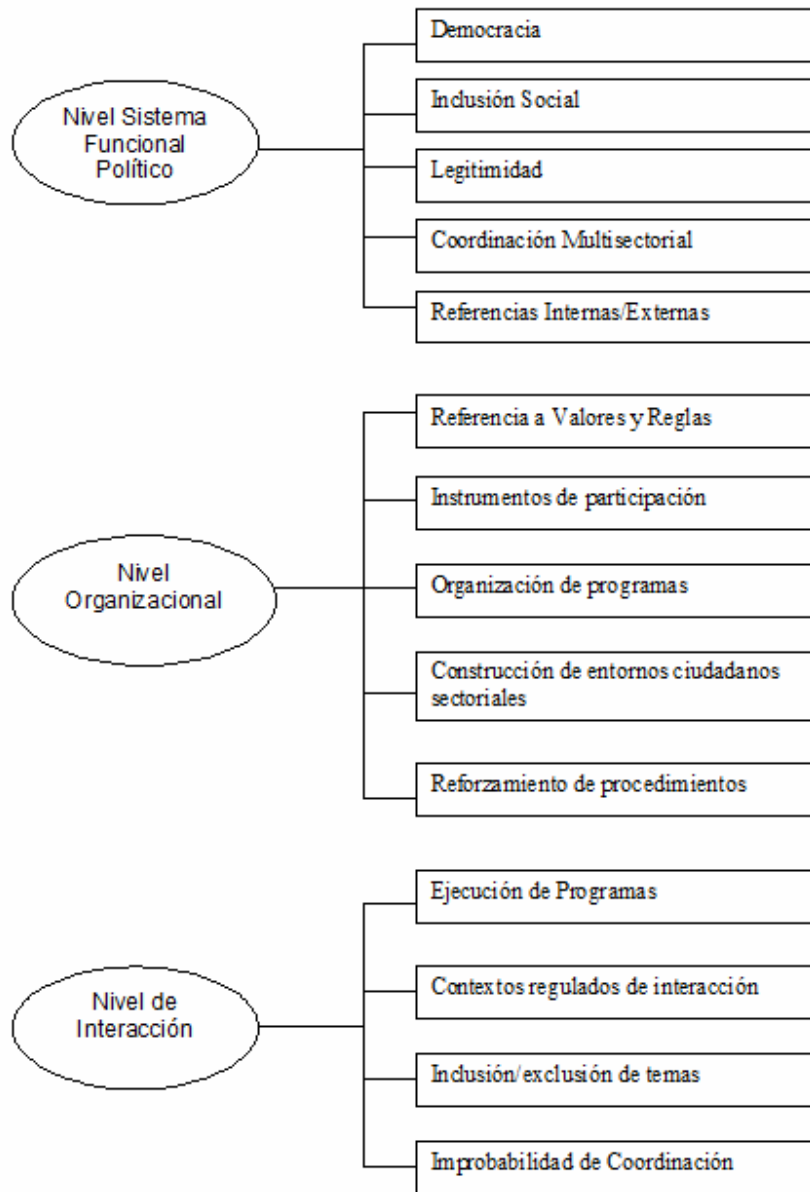 Nivel Sistema
Funcional
Político
Democracia
Inclusión Social
Legitimidad
Coordinación Multisectorial
Referencias Internas/Externas
Nivel
Organizacional
Referencia a Valores y Reglas
Instrumentos de participación
Organización de programas
Construcción de entornos ciudadanos
sectoriales
Reforzamiento de procedimientos
Nivel de
Interacción
Ejecución de Programas
Contextos regulados de interacción
Inclusión/exclusión de temas
Improbabilidad de Coordinación